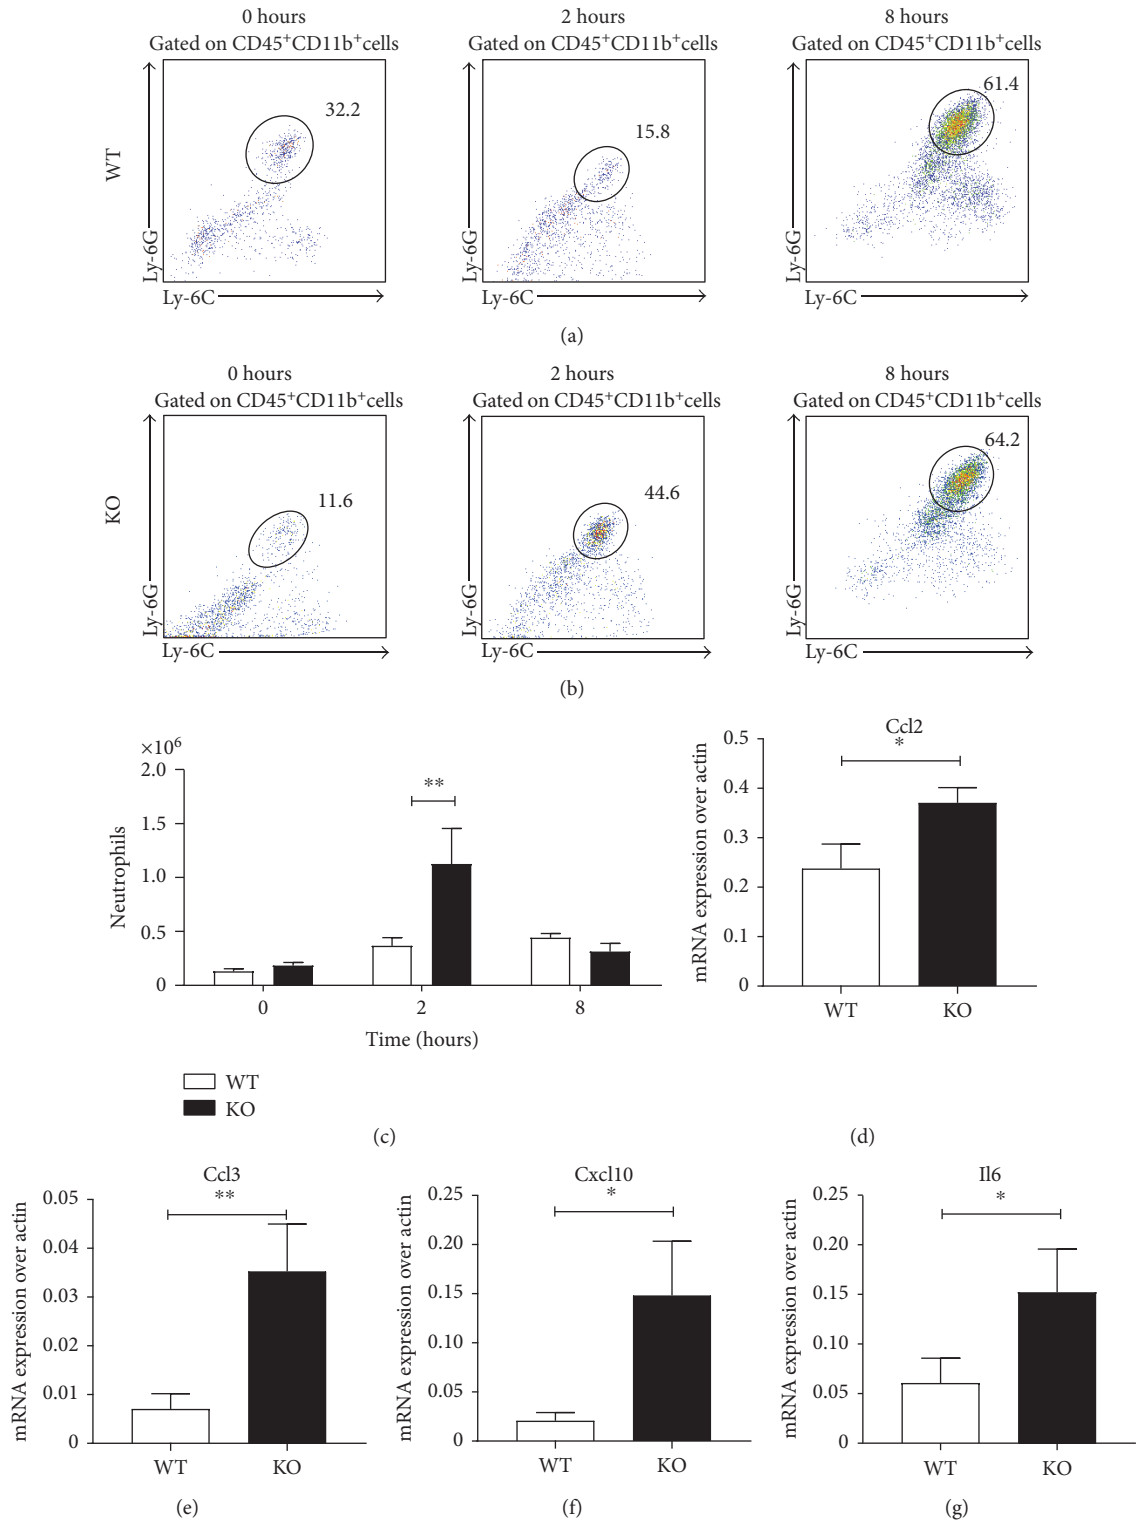 0 hours 2 hours 8 hours
Gated on CD45+CD11b+cells Gated on CD45+CD11b+cells Gated on CD45+CD11b+cells
WT
Ly-6G
32.2
Ly-6C
Ly-6G
15.8
Ly-6C
Ly-6G
61.4
Ly-6C
(a)
0 hours 2 hours 8 hours
Gated on CD45+CD11b+cells Gated on CD45+CD11b+cells Gated on CD45+CD11b+cells
KO
Ly-6G
11.6
Ly-6C
Ly-6G
44.6
Ly-6C
Ly-6G
64.2
Ly-6C
(b)
×10⁶
Neutrophils
2.0
1.5
1.0
0.5
0
**
0 2 8
Time (hours)
WT
KO
(c)
Ccl2
*
mRNA expression over actin
0.5
0.4
0.3
0.2
0.1
0
WT KO
(d)
Ccl3
**
mRNA expression over actin
0.05
0.04
0.03
0.02
0.01
0
WT KO
(e)
Cxcl10
*
mRNA expression over actin
0.25
0.20
0.15
0.10
0.05
0
WT KO
(f)
Il6
*
mRNA expression over actin
0.25
0.20
0.15
0.10
0.05
0
WT KO
(g)